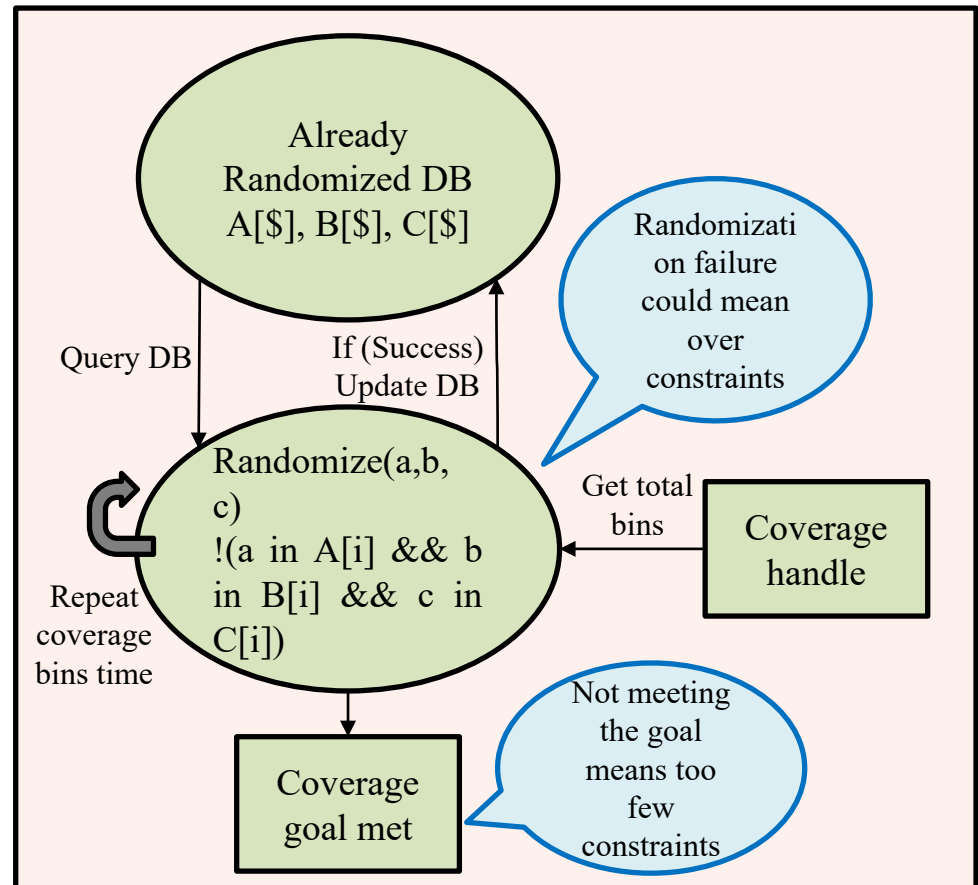 Already
Randomized DB
A[$], B[$], C[$]
Randomizati
on failure
could mean
over
constraints
Query DB
If (Success)
Update DB
Randomize(a,b,
c)
!(a in A[i] && b
in B[i] && c in
C[i])
Get total
bins
Coverage
handle
Repeat
coverage
bins time
Coverage
goal met
Not meeting
the goal
means too
few
constraints